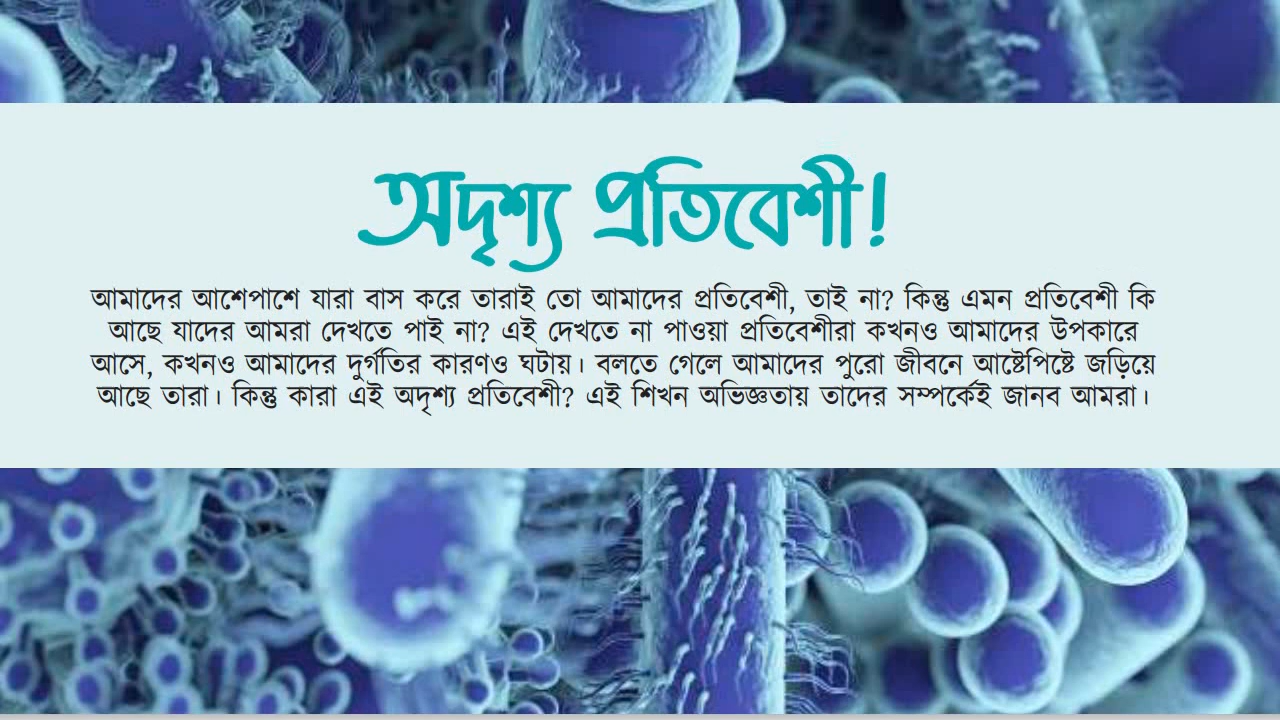 অদৃশ্য প্রতিবেশী!
আমাদের আশেপাশে যারা বাস করে তারাই তো আমাদের প্রতিবেশী, তাই না? কিন্তু এমন প্রতিবেশী কি
আছে যাদের আমরা দেখতে পাই না? এই দেখতে না পাওয়া প্রতিবেশীরা কখনও আমাদের উপকারে
আসে, কখনও আমাদের দুর্গতির কারণও ঘটায়। বলতে গেলে আমাদের পুরো জীবনে আষ্টেপিষ্টে জড়িয়ে
আছে তারা। কিন্তু কারা এই অদৃশ্য প্রতিবেশী? এই শিখন অভিজ্ঞতায় তাদের সম্পর্কেই জানব আমরা।